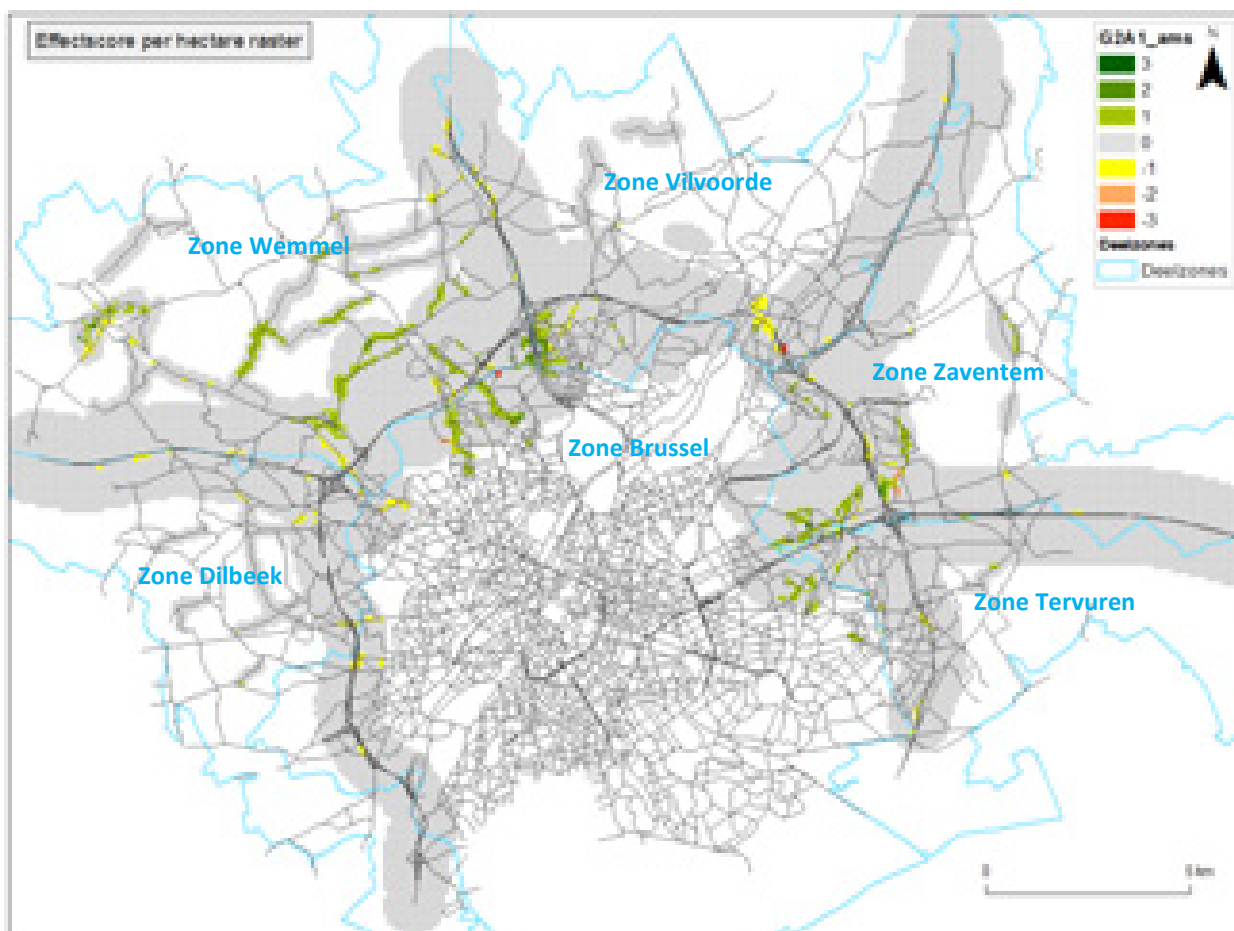 Effectscore per hectare raster
G2A1_ama
N
3
2
1
0
-1
-2
-3
Deelzones
Deelzones
Zone Vilvoorde
Zone Wemmel
Zone Zaventem
Zone Brussel
Zone Dilbeek
Zone Tervuren
0
5 km